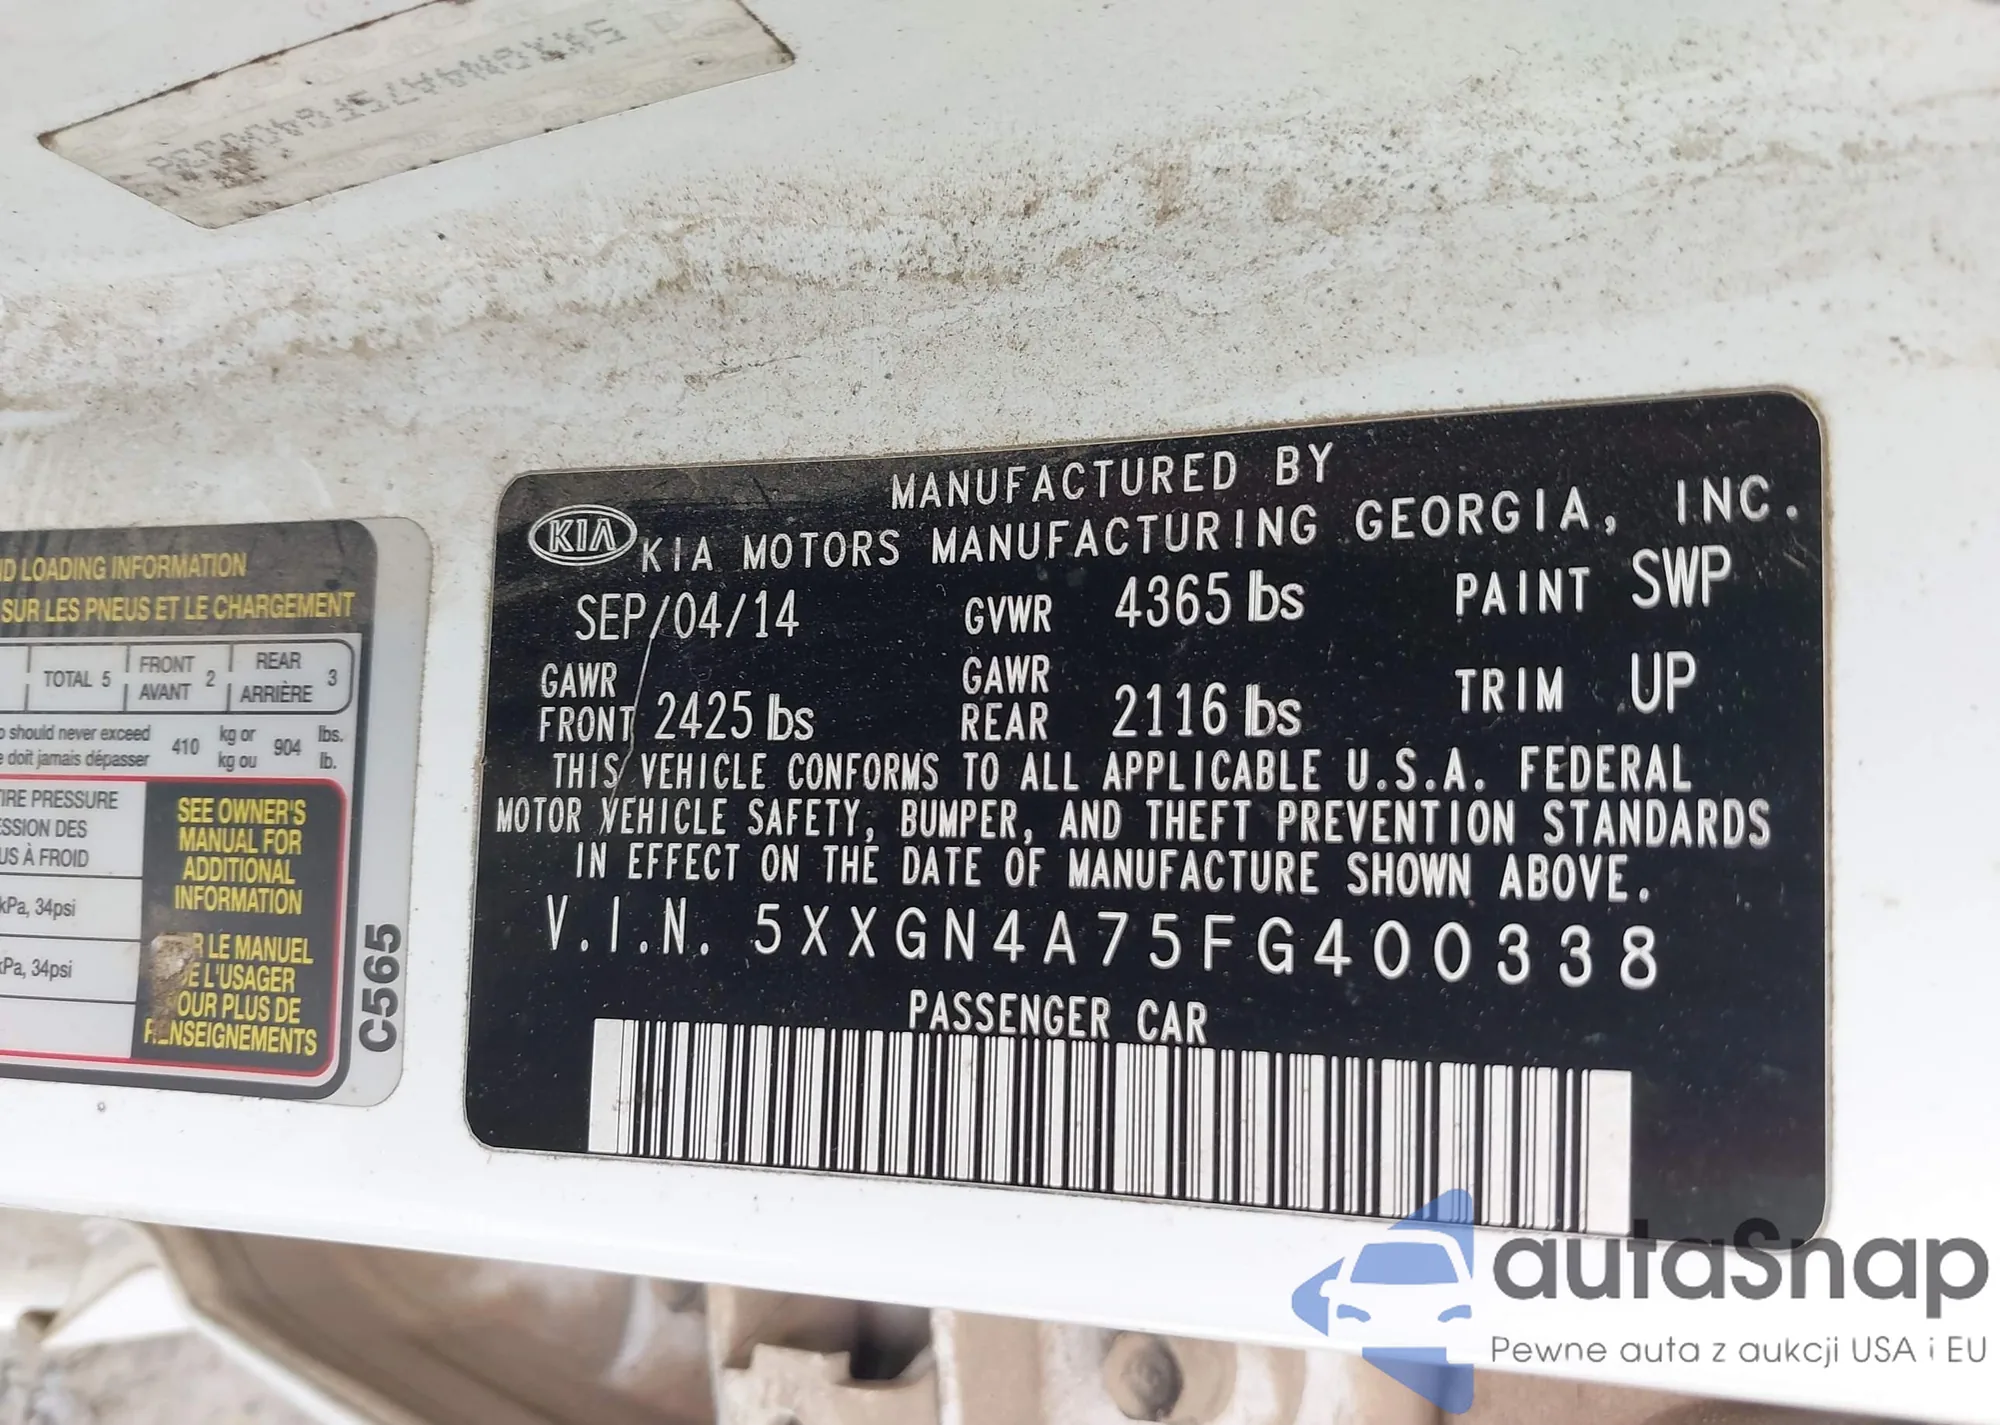 ND LOADING INFORMATION
SUR LES PNEUS ET LE CHARGEMENT
TOTAL 5
FRONT
AVANT
2
REAR
ARRIÈRE
3
should never exceed
doit jamais dépasser
410
kg or
kg ou
904
lbs.
lb.
TIRE PRESSURE
ESSION DES
US À FROID
kPa, 34psi
kPa, 34psi
SEE OWNER'S
MANUAL FOR
ADDITIONAL
INFORMATION
LE MANUEL
DE L'USAGER
OUR PLUS DE
RENSEIGNEMENTS
C565
KIA
MANUFACTURED BY
KIA MOTORS MANUFACTURING GEORGIA, INC.
SEP/04/14 GVWR 4365 lbs PAINT SWP
GAWR FRONT 2425 lbs GAWR REAR 2116 lbs TRIM UP
THIS VEHICLE CONFORMS TO ALL APPLICABLE U.S.A. FEDERAL
MOTOR VEHICLE SAFETY, BUMPER, AND THEFT PREVENTION STANDARDS
IN EFFECT ON THE DATE OF MANUFACTURE SHOWN ABOVE.
V.I.N. 5XXGN4A75FG400338
PASSENGER CAR
autaSnap
Pewne auta z aukcji USA i EU